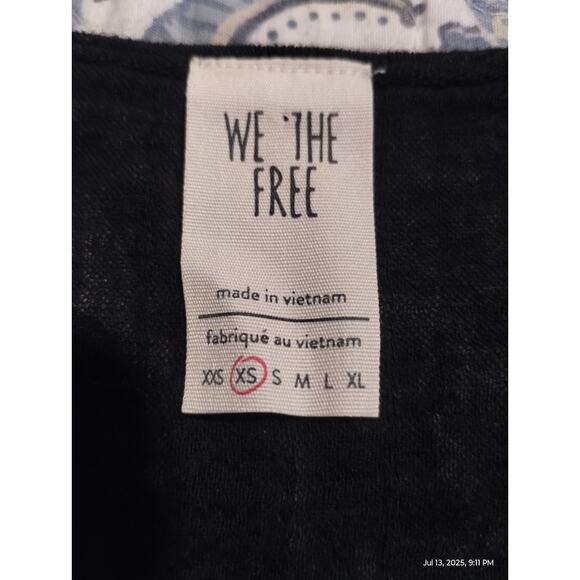 WE THE
FREE
made in vietnam
fabriqué au vietnam
XXS XS S M L XL
Jul 13, 2025, 9:11 PM